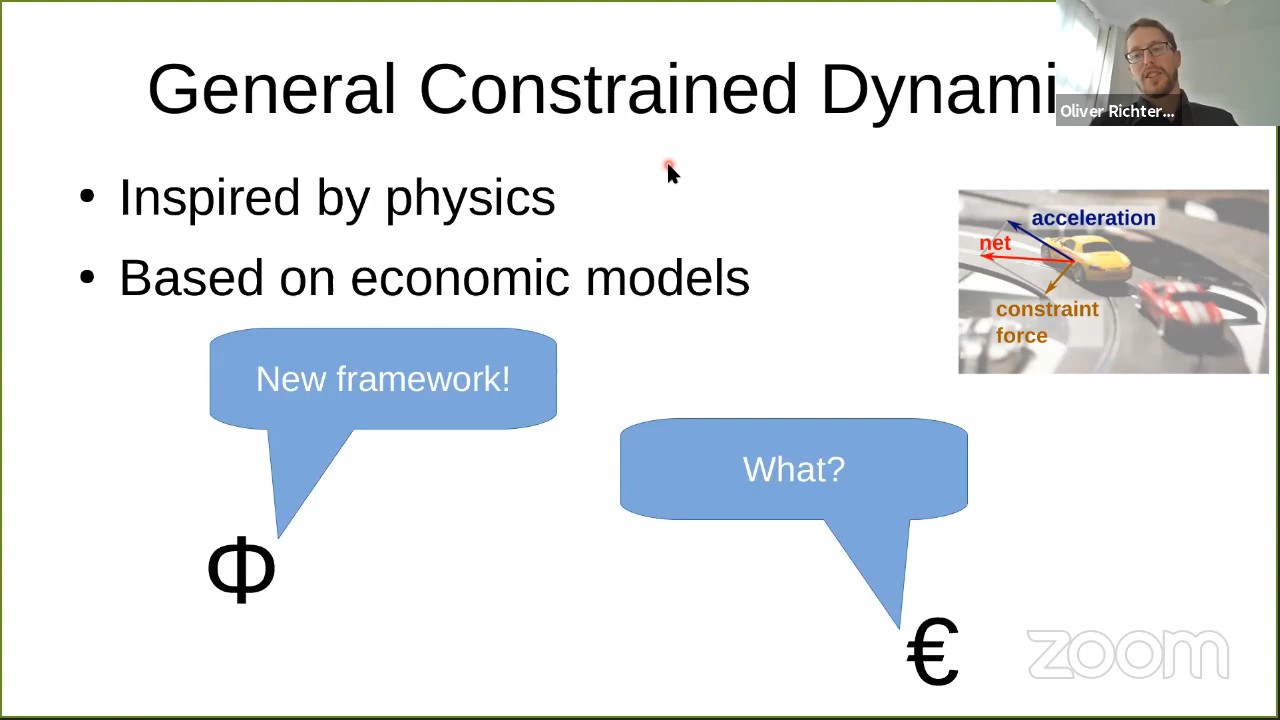 General Constrained Dynami
Oliver Richter...
• Inspired by physics
• Based on economic models
acceleration
net
constraint
force
New framework!
What?
Φ
€
zoom